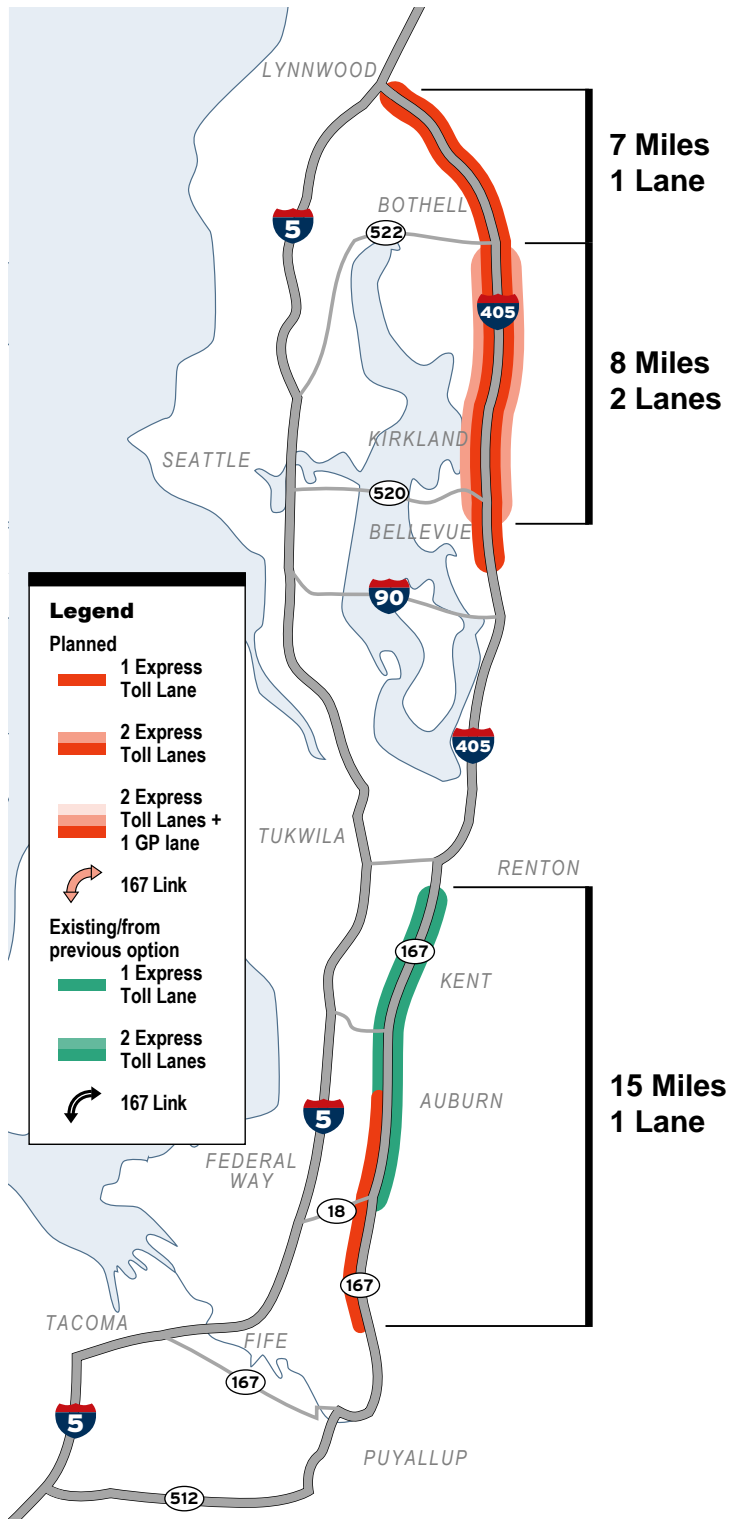 LYNNWOOD
7 Miles
1 Lane
BOTHELL
5
522
405
8 Miles
2 Lanes
KIRKLAND
SEATTLE
520
BELLEVUE
90
Legend
Planned
1 Express
Toll Lane
2 Express
Toll Lanes
2 Express
Toll Lanes +
1 GP lane
167 Link
Existing/from
previous option
1 Express
Toll Lane
2 Express
Toll Lanes
167 Link
405
TUKWILA
RENTON
167
KENT
15 Miles
1 Lane
AUBURN
5
FEDERAL
WAY
18
167
TACOMA
FIFE
167
5
PUYALLUP
512